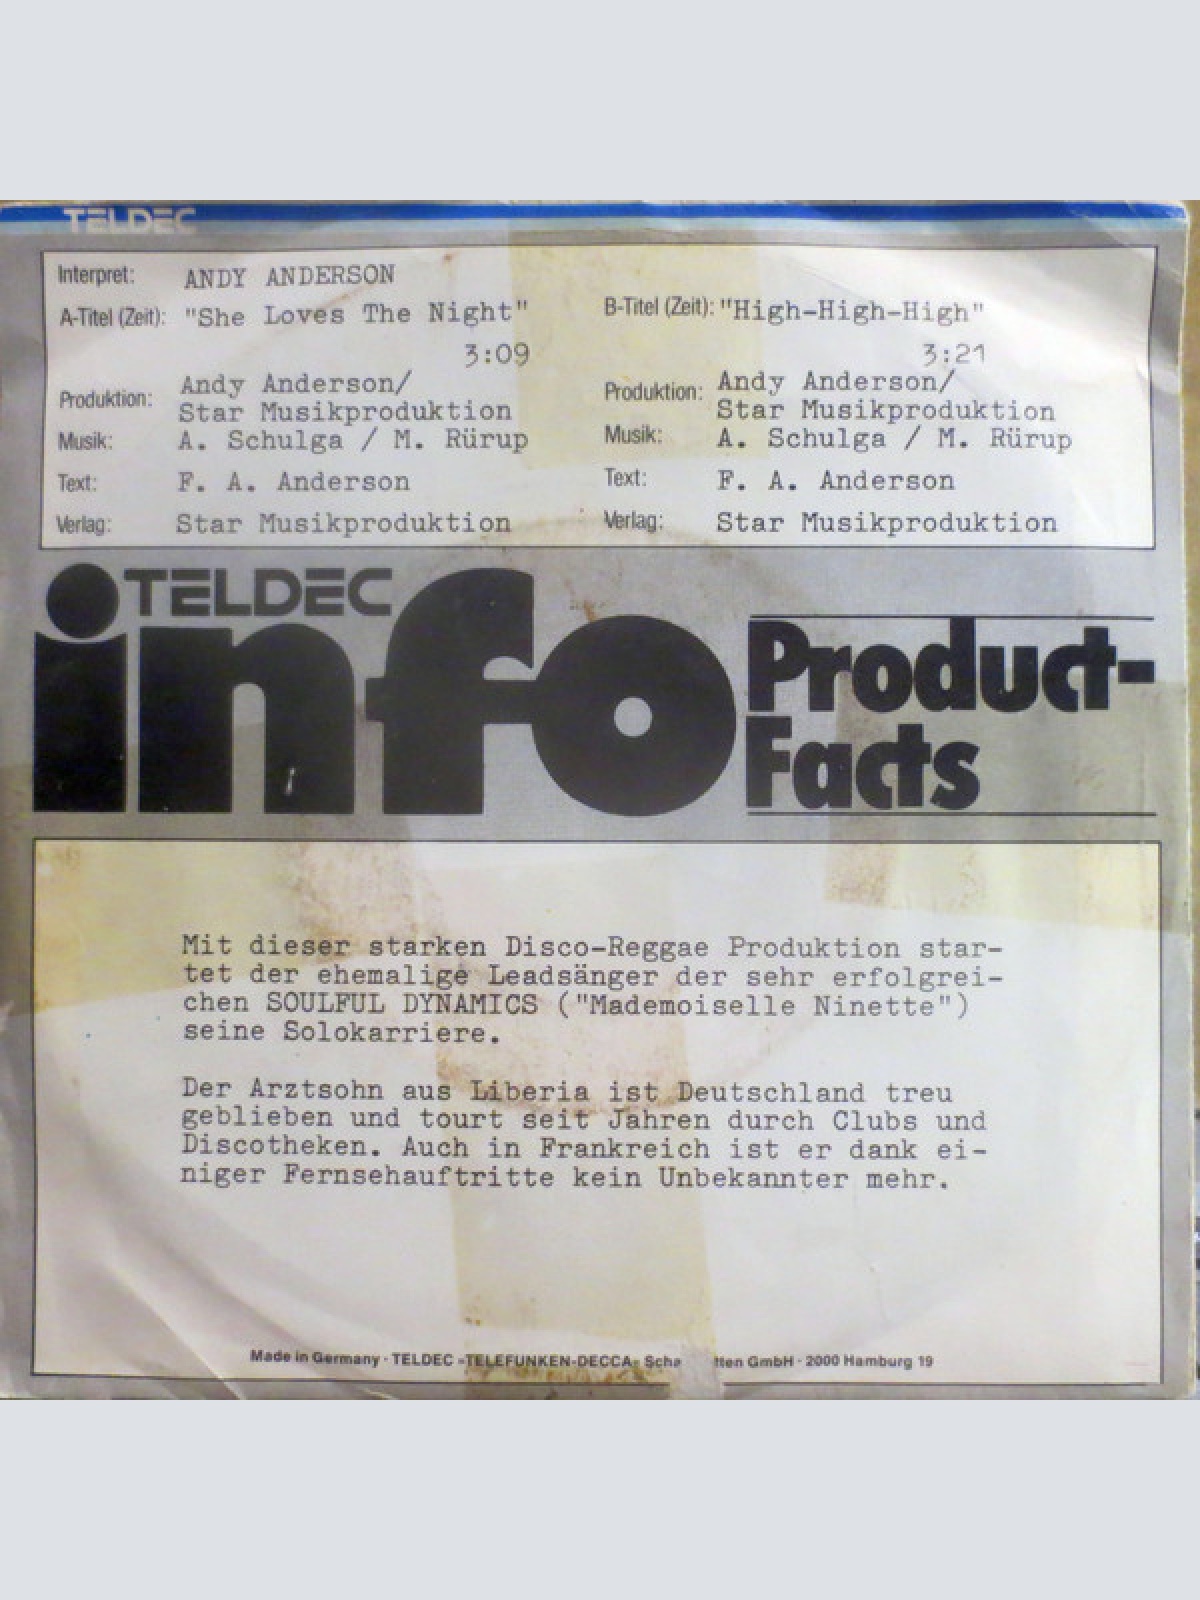 TELDEC
Interpret: ANDY ANDERSON
A-Titel (Zeit): "She Loves The Night"
3:09
Produktion: Andy Anderson/
Star Musikproduktion
Musik: A. Schulga / M. Rürup
Text: F. A. Anderson
Verlag: Star Musikproduktion
B-Titel (Zeit): "High-High-High"
3:21
Produktion: Andy Anderson/
Star Musikproduktion
Musik: A. Schulga / M. Rürup
Text: F. A. Anderson
Verlag: Star Musikproduktion
TELDEC
info
Product-
Facts
Mit dieser starken Disco-Reggae Produktion star-
tet der ehemalige Leadsänger der sehr erfolgrei-
chen SOULFUL DYNAMICS ("Mademoiselle Ninette")
seine Solokarriere.
Der Arztsohn aus Liberia ist Deutschland treu
geblieben und tourt seit Jahren durch Clubs und
Discotheken. Auch in Frankreich ist er dank ei-
niger Fernsehauftritte kein Unbekannter mehr.
Made in Germany · TELDEC »TELEFUNKEN-DECCA« GmbH · 2000 Hamburg 19